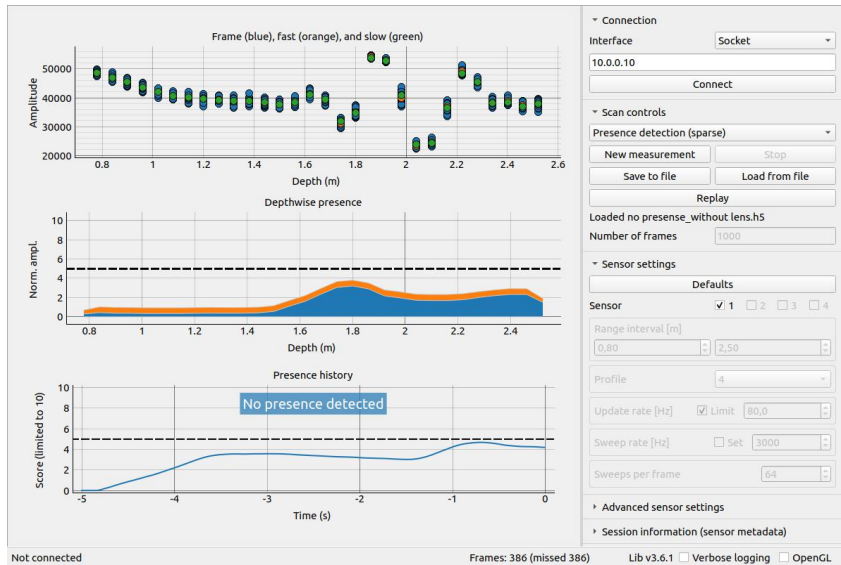 Frame (blue), fast (orange), and slow (green)
Amplitude
50000
40000
30000
20000
0.8 1 1.2 1.4 1.6 1.8 2 2.2 2.4 2.6
Depth (m)
Depthwise presence
Norm. ampl.
10
8
6
4
2
0
0.8 1 1.2 1.4 1.6 1.8 2 2.2 2.4
Depth (m)
Presence history
No presence detected
Score (limited to 10)
10
8
6
4
2
0
-5 -4 -3 -2 -1 0
Time (s)
Connection
Interface Socket
10.0.0.10
Connect
Scan controls
Presence detection (sparse)
New measurement Stop
Save to file Load from file
Replay
Loaded no presense_without lens.h5
Number of frames 1000
Sensor settings
Defaults
Sensor 1 2 3 4
Range interval [m]
0,80 2,50
Profile 4
Update rate [Hz] Limit 80,0
Sweep rate [Hz] Set 3000
Sweeps per frame 64
Advanced sensor settings
Session information (sensor metadata)
Not connected Frames: 386 (missed 386) Lib v3.6.1 Verbose logging OpenGL